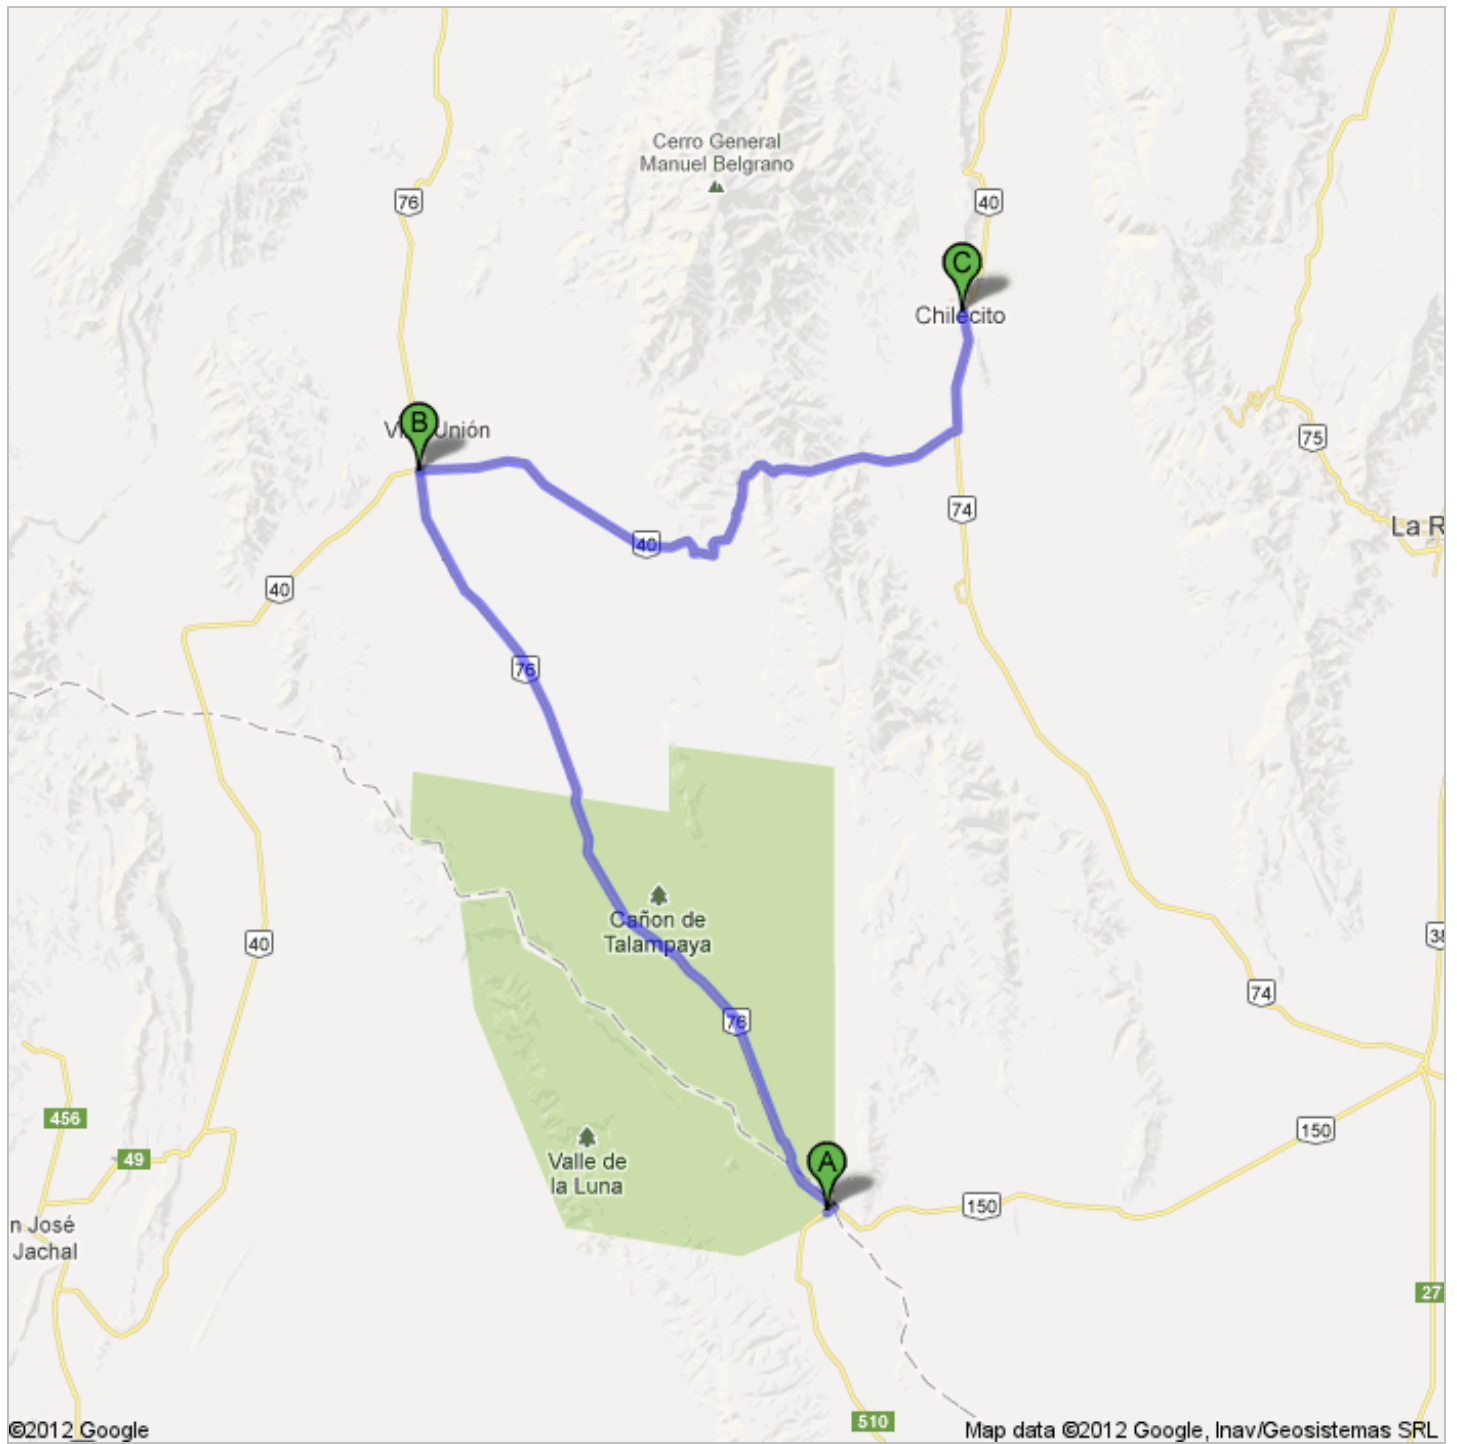 Cerro General
Manuel Belgrano
76
40
C
Chilecito
B
Unión
75
74
La R
40
40
76
Cañon de
Talampaya
40
38
74
76
456
150
49
A
Valle de
la Luna
150
n José
Jachal
27
510
©2012 Google
Map data ©2012 Google, Inav/Geosistemas SRL